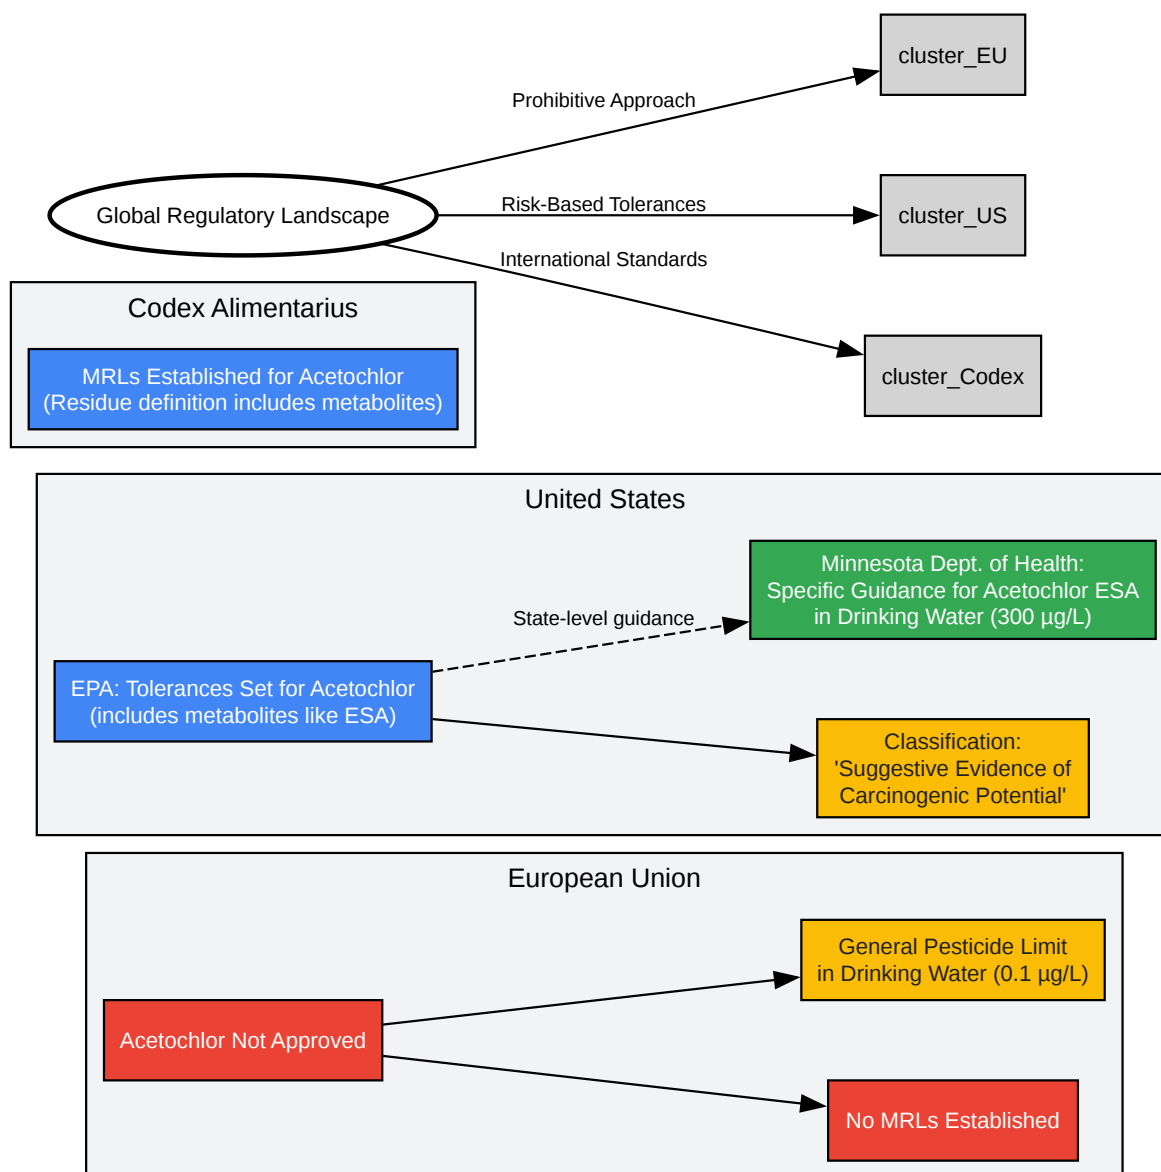 cluster_EU
Prohibitive Approach
Global Regulatory Landscape
Risk-Based Tolerances
cluster_US
International Standards
cluster_Codex
Codex Alimentarius
MRLs Established for Acetochlor
(Residue definition includes metabolites)
United States
Minnesota Dept. of Health:
Specific Guidance for Acetochlor ESA
in Drinking Water (300 µg/L)
State-level guidance
EPA: Tolerances Set for Acetochlor
(includes metabolites like ESA)
Classification:
'Suggestive Evidence of
Carcinogenic Potential'
European Union
General Pesticide Limit
in Drinking Water (0.1 µg/L)
Acetochlor Not Approved
No MRLs Established